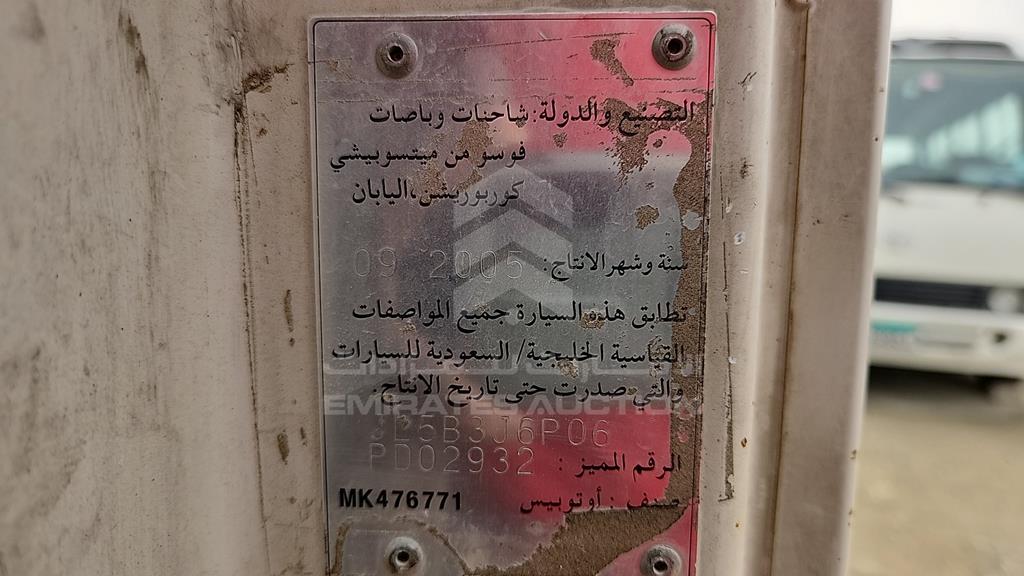 التصنيع والدولة: شاحنات وباصات
فوسو من ميتسوبيشي
كوربوريشن، اليابان
سنة وشهر الانتاج: 09 2005
تطابق هذه السيارة جميع المواصفات
القياسية الخليجية/ السعودية للسيارات
والتي صدرت حتى تاريخ الانتاج.
EMIRATES AUCTION
JL5B3J6P06
الرقم المميز: PD02932
صنف: أوتوبيس MK476771